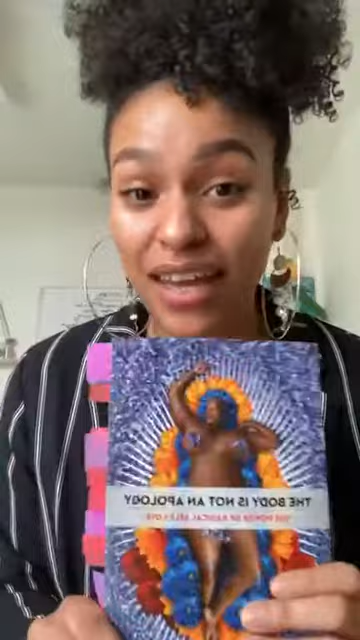 THE BODY IS NOT AN APOLOGY
THE POWER OF RADICAL SELF-LOVE